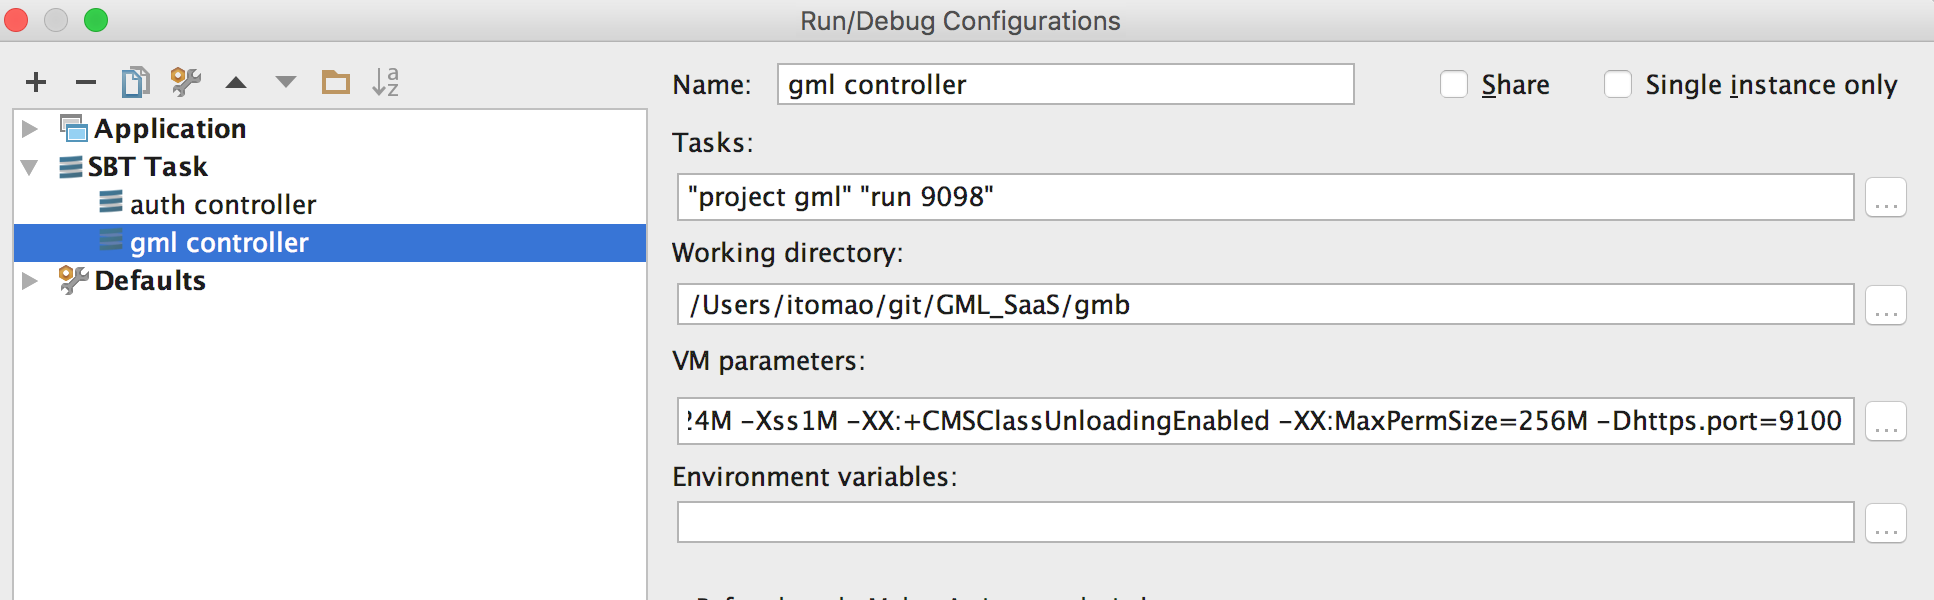 Run/Debug Configurations
Name: gml controller Share Single instance only
Application
SBT Task
auth controller
gml controller
Defaults
Tasks:
"project gml" "run 9098"
...
Working directory:
/Users/itomao/git/GML_SaaS/gmb
...
VM parameters:
24M -Xss1M -XX:+CMSClassUnloadingEnabled -XX:MaxPermSize=256M -Dhttps.port=9100
...
Environment variables:
...